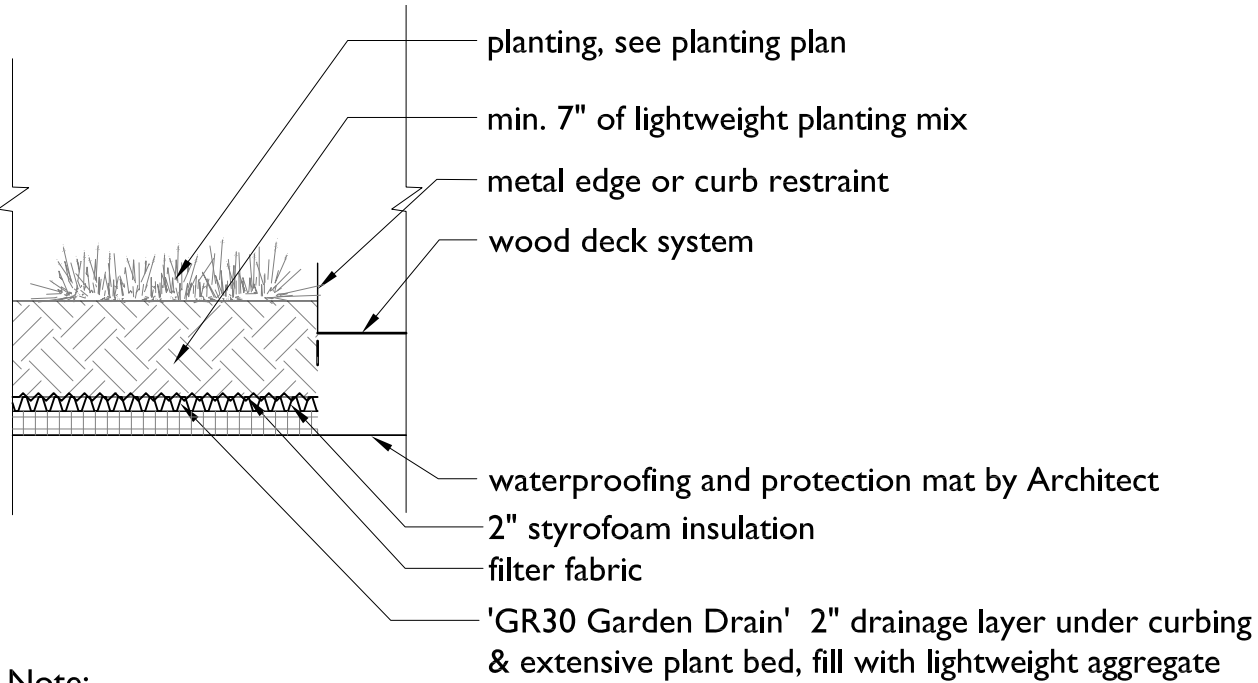 planting, see planting plan
min. 7" of lightweight planting mix
metal edge or curb restraint
wood deck system
waterproofing and protection mat by Architect
2" styrofoam insulation
filter fabric
'GR30 Garden Drain' 2" drainage layer under curbing
& extensive plant bed, fill with lightweight aggregate
Note: